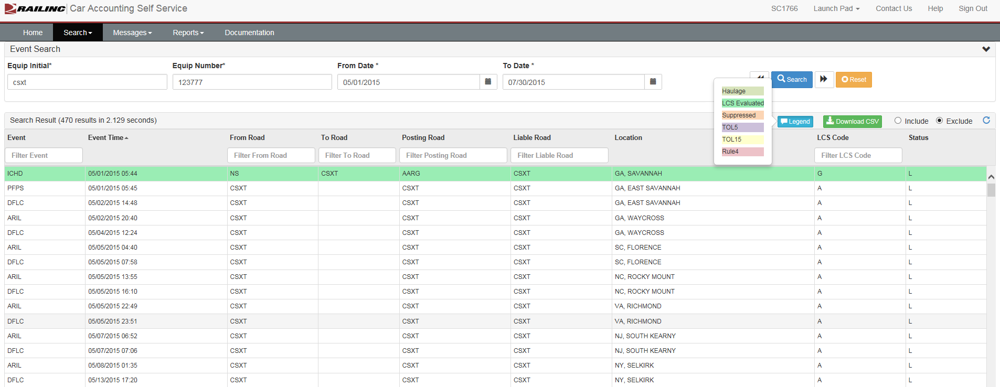 RAILINC Car Accounting Self Service SC1766 Launch Pad Contact Us Help Sign Out
Home Search Messages Reports Documentation
Event Search
Equip Initial* Equip Number* From Date * To Date *
csxt 123777 05/01/2015 07/30/2015 Search Reset
Haulage
LCS Evaluated
Suppressed
TOL5
TOL15
Rule4
Search Result (470 results in 2.129 seconds) Legend Download CSV Include Exclude
Event Event Time From Road To Road Posting Road Liable Road Location LCS Code Status
Filter Event Filter From Road Filter To Road Filter Posting Road Filter Liable Road Filter LCS Code
ICHD 05/01/2015 05:44 NS CSXT AARG CSXT GA, SAVANNAH G L
PFPS 05/01/2015 05:45 CSXT CSXT CSXT GA, EAST SAVANNAH A L
DFLC 05/02/2015 14:48 CSXT CSXT CSXT GA, EAST SAVANNAH A L
ARIL 05/02/2015 20:40 CSXT CSXT CSXT GA, WAYCROSS A L
DFLC 05/04/2015 12:24 CSXT CSXT CSXT GA, WAYCROSS A L
ARIL 05/05/2015 04:40 CSXT CSXT CSXT SC, FLORENCE A L
DFLC 05/05/2015 07:58 CSXT CSXT CSXT SC, FLORENCE A L
ARIL 05/05/2015 13:55 CSXT CSXT CSXT NC, ROCKY MOUNT A L
DFLC 05/05/2015 16:10 CSXT CSXT CSXT NC, ROCKY MOUNT A L
ARIL 05/05/2015 22:49 CSXT CSXT CSXT VA, RICHMOND A L
DFLC 05/05/2015 23:51 CSXT CSXT CSXT VA, RICHMOND A L
ARIL 05/07/2015 06:52 CSXT CSXT CSXT NJ, SOUTH KEARNY A L
DFLC 05/07/2015 07:06 CSXT CSXT CSXT NJ, SOUTH KEARNY A L
ARIL 05/08/2015 01:35 CSXT CSXT CSXT NY, SELKIRK A L
DFLC 05/13/2015 17:20 CSXT CSXT CSXT NY, SELKIRK A L